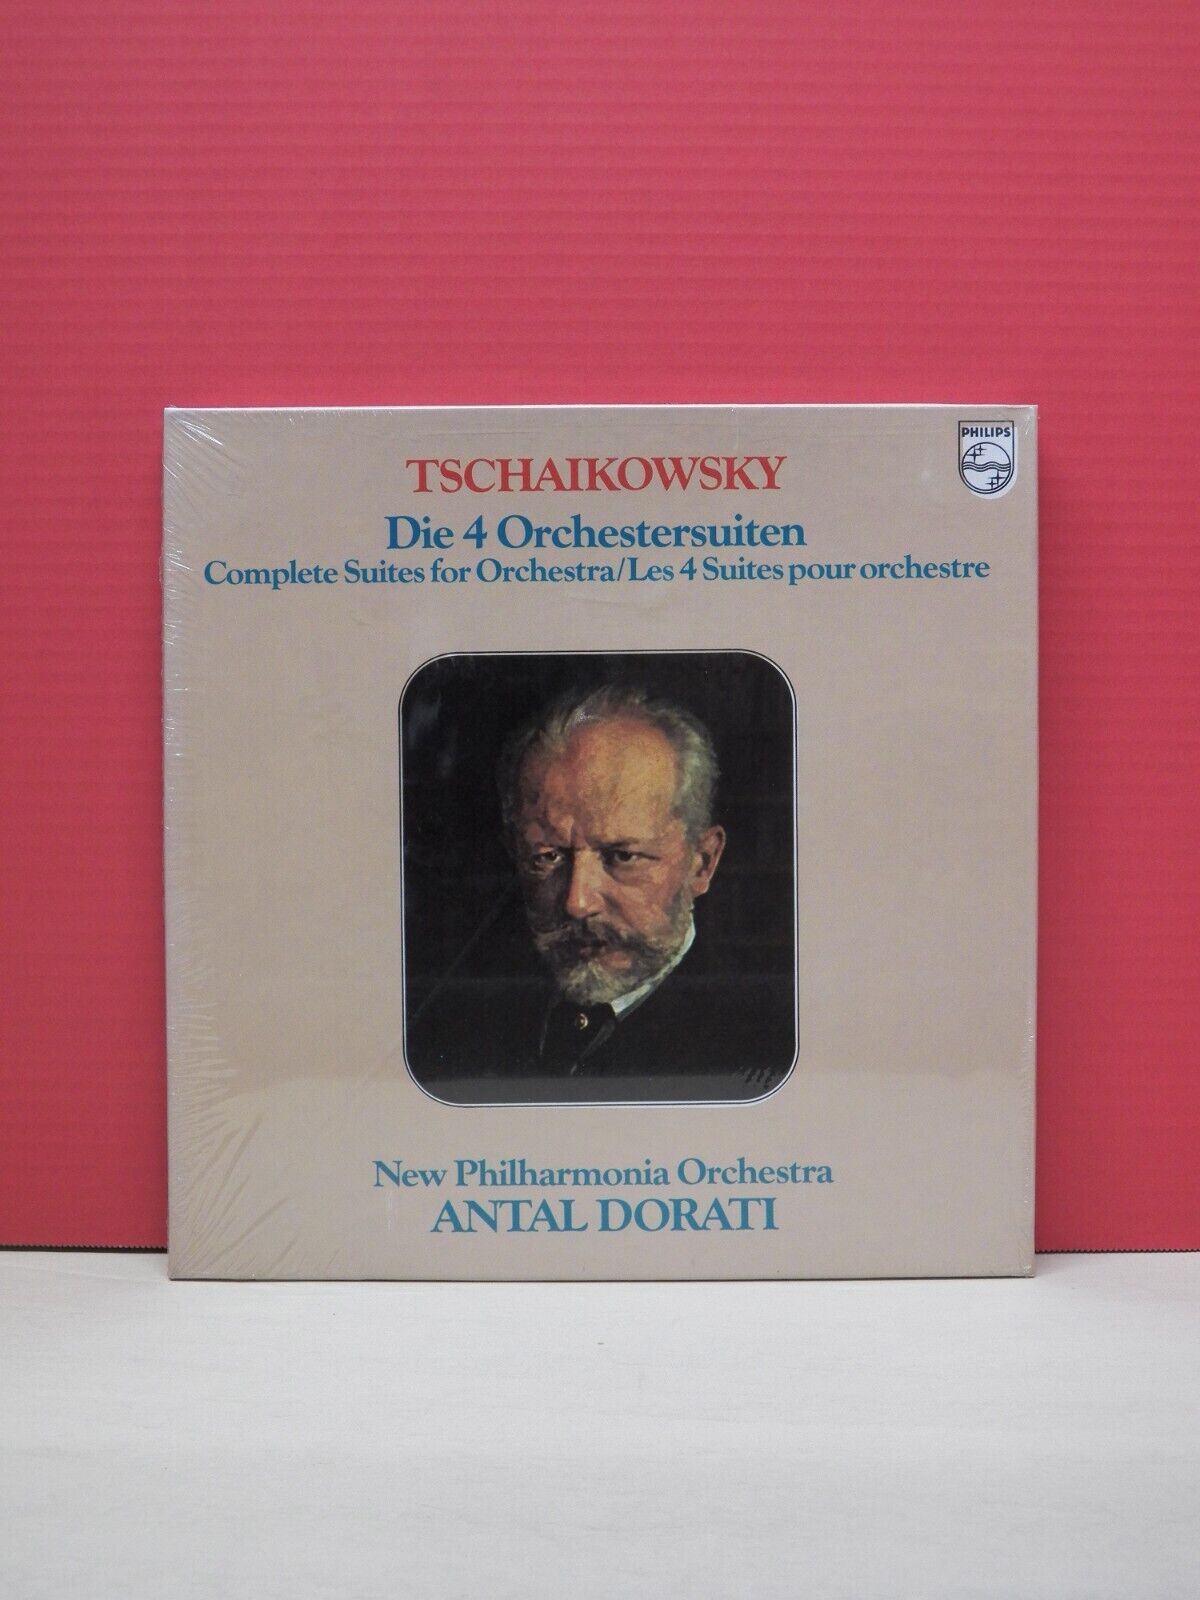 PHILIPS
TSCHAIKOWSKY
Die 4 Orchestersuiten
Complete Suites for Orchestra/Les 4 Suites pour orchestre
New Philharmonia Orchestra
ANTAL DORATI